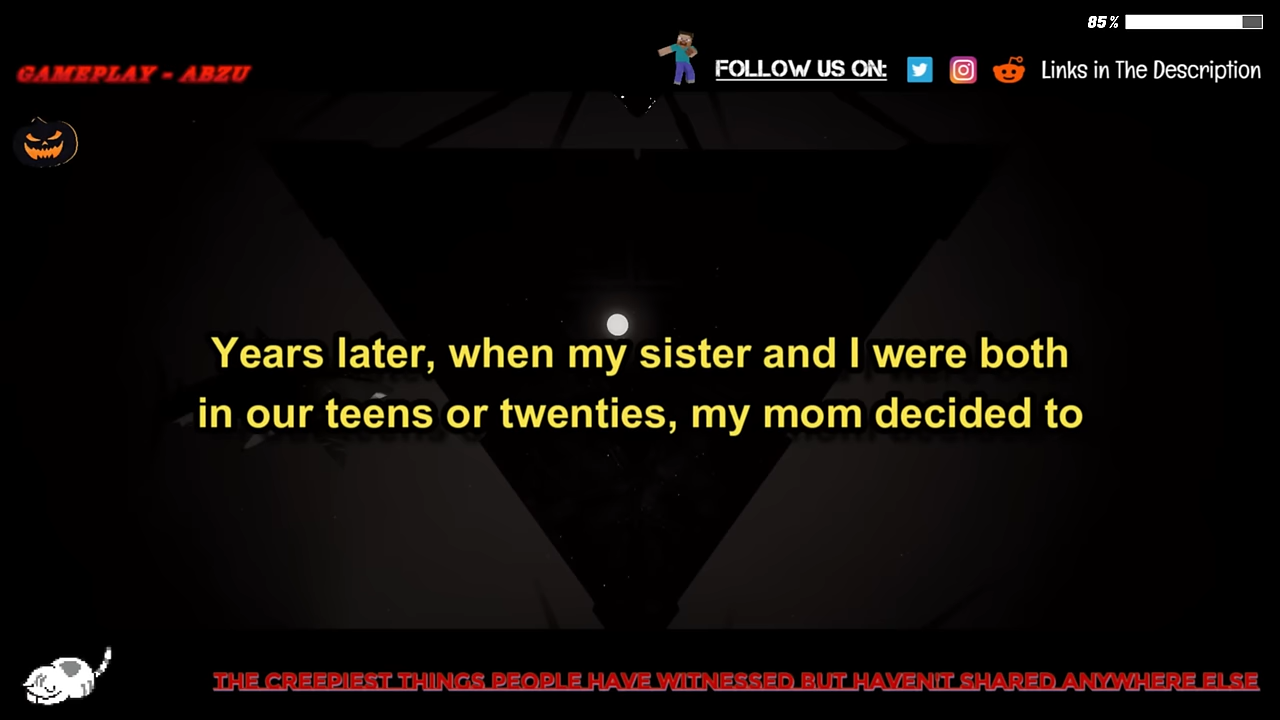 85%
GAMEPLAY - ABZU
FOLLOW US ON:
Links in The Description
Years later, when my sister and I were both
in our teens or twenties, my mom decided to
THE CREEPIEST THINGS PEOPLE HAVE WITNESSED BUT HAVEN'T SHARED ANYWHERE ELSE